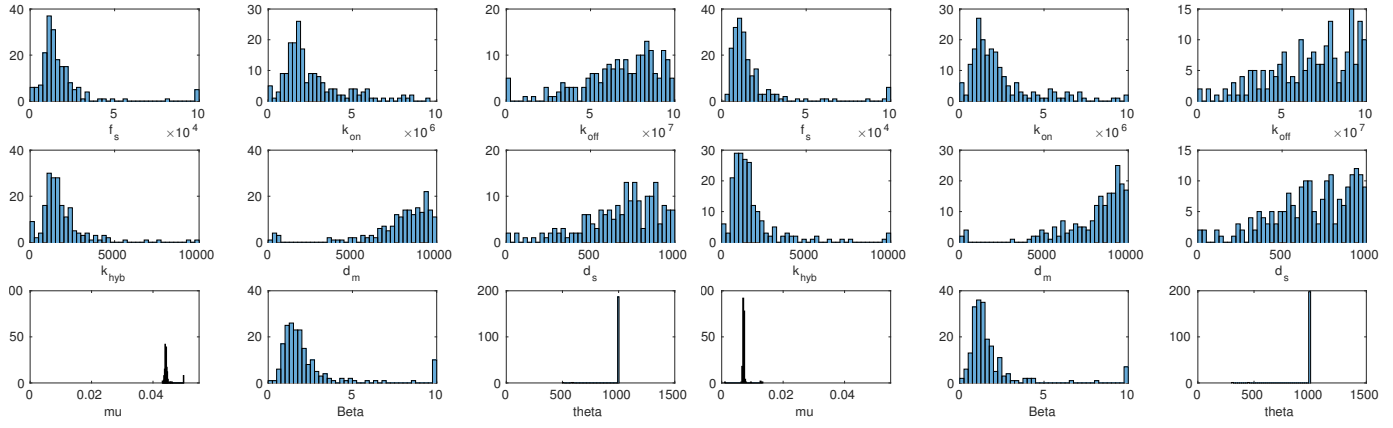 40 30 20 40 30 15
20 20 10 20 20 10
10 10 5
0 0 0 0 0 0
0 5 10 0 5 10 0 5 10 0 5 10 0 5 10 0 5 10
f_s ×10^4 k_on ×10^6 k_off ×10^7 f_s ×10^4 k_on ×10^6 k_off ×10^7
40 40 20 30 30 15
20 20 10 20 20 10
10 10 5
0 0 0 0 0 0
0 5000 10000 0 5000 10000 0 500 1000 0 5000 10000 0 5000 10000 0 500 1000
k_hyb d_m d_s k_hyb d_m d_s
00 40 200 100 40 200
50 20 100 50 20 100
0 0 0 0 0 0
0 0.02 0.04 0 5 10 0 500 1000 1500 0 0.02 0.04 0 5 10 0 500 1000 1500
mu Beta theta mu Beta theta